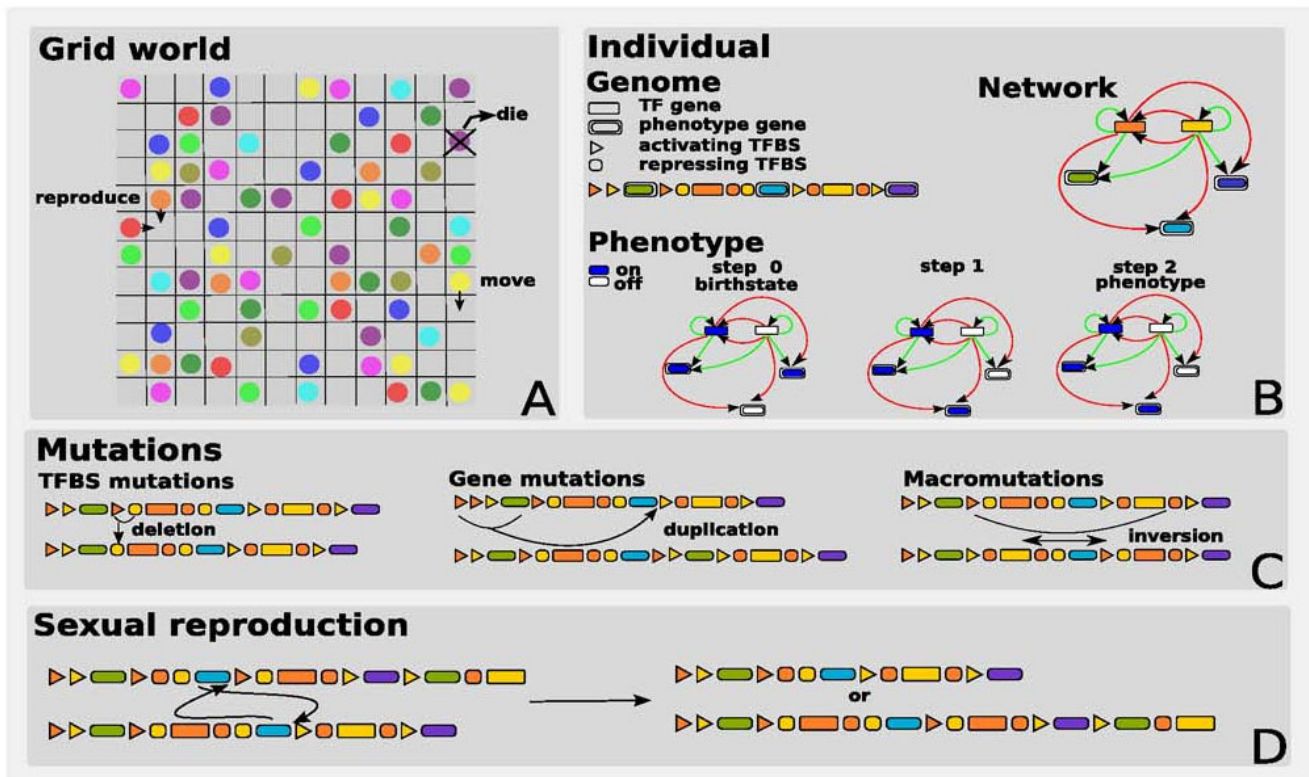 Grid world
die
reproduce
move
A
Individual
Genome
TF gene
phenotype gene
activating TFBS
repressing TFBS
Network
Phenotype
on
off
step 0
birthstate
step 1
step 2
phenotype
B
Mutations
TFBS mutations
deletion
Gene mutations
duplication
Macromutations
inversion
C
Sexual reproduction
or
D